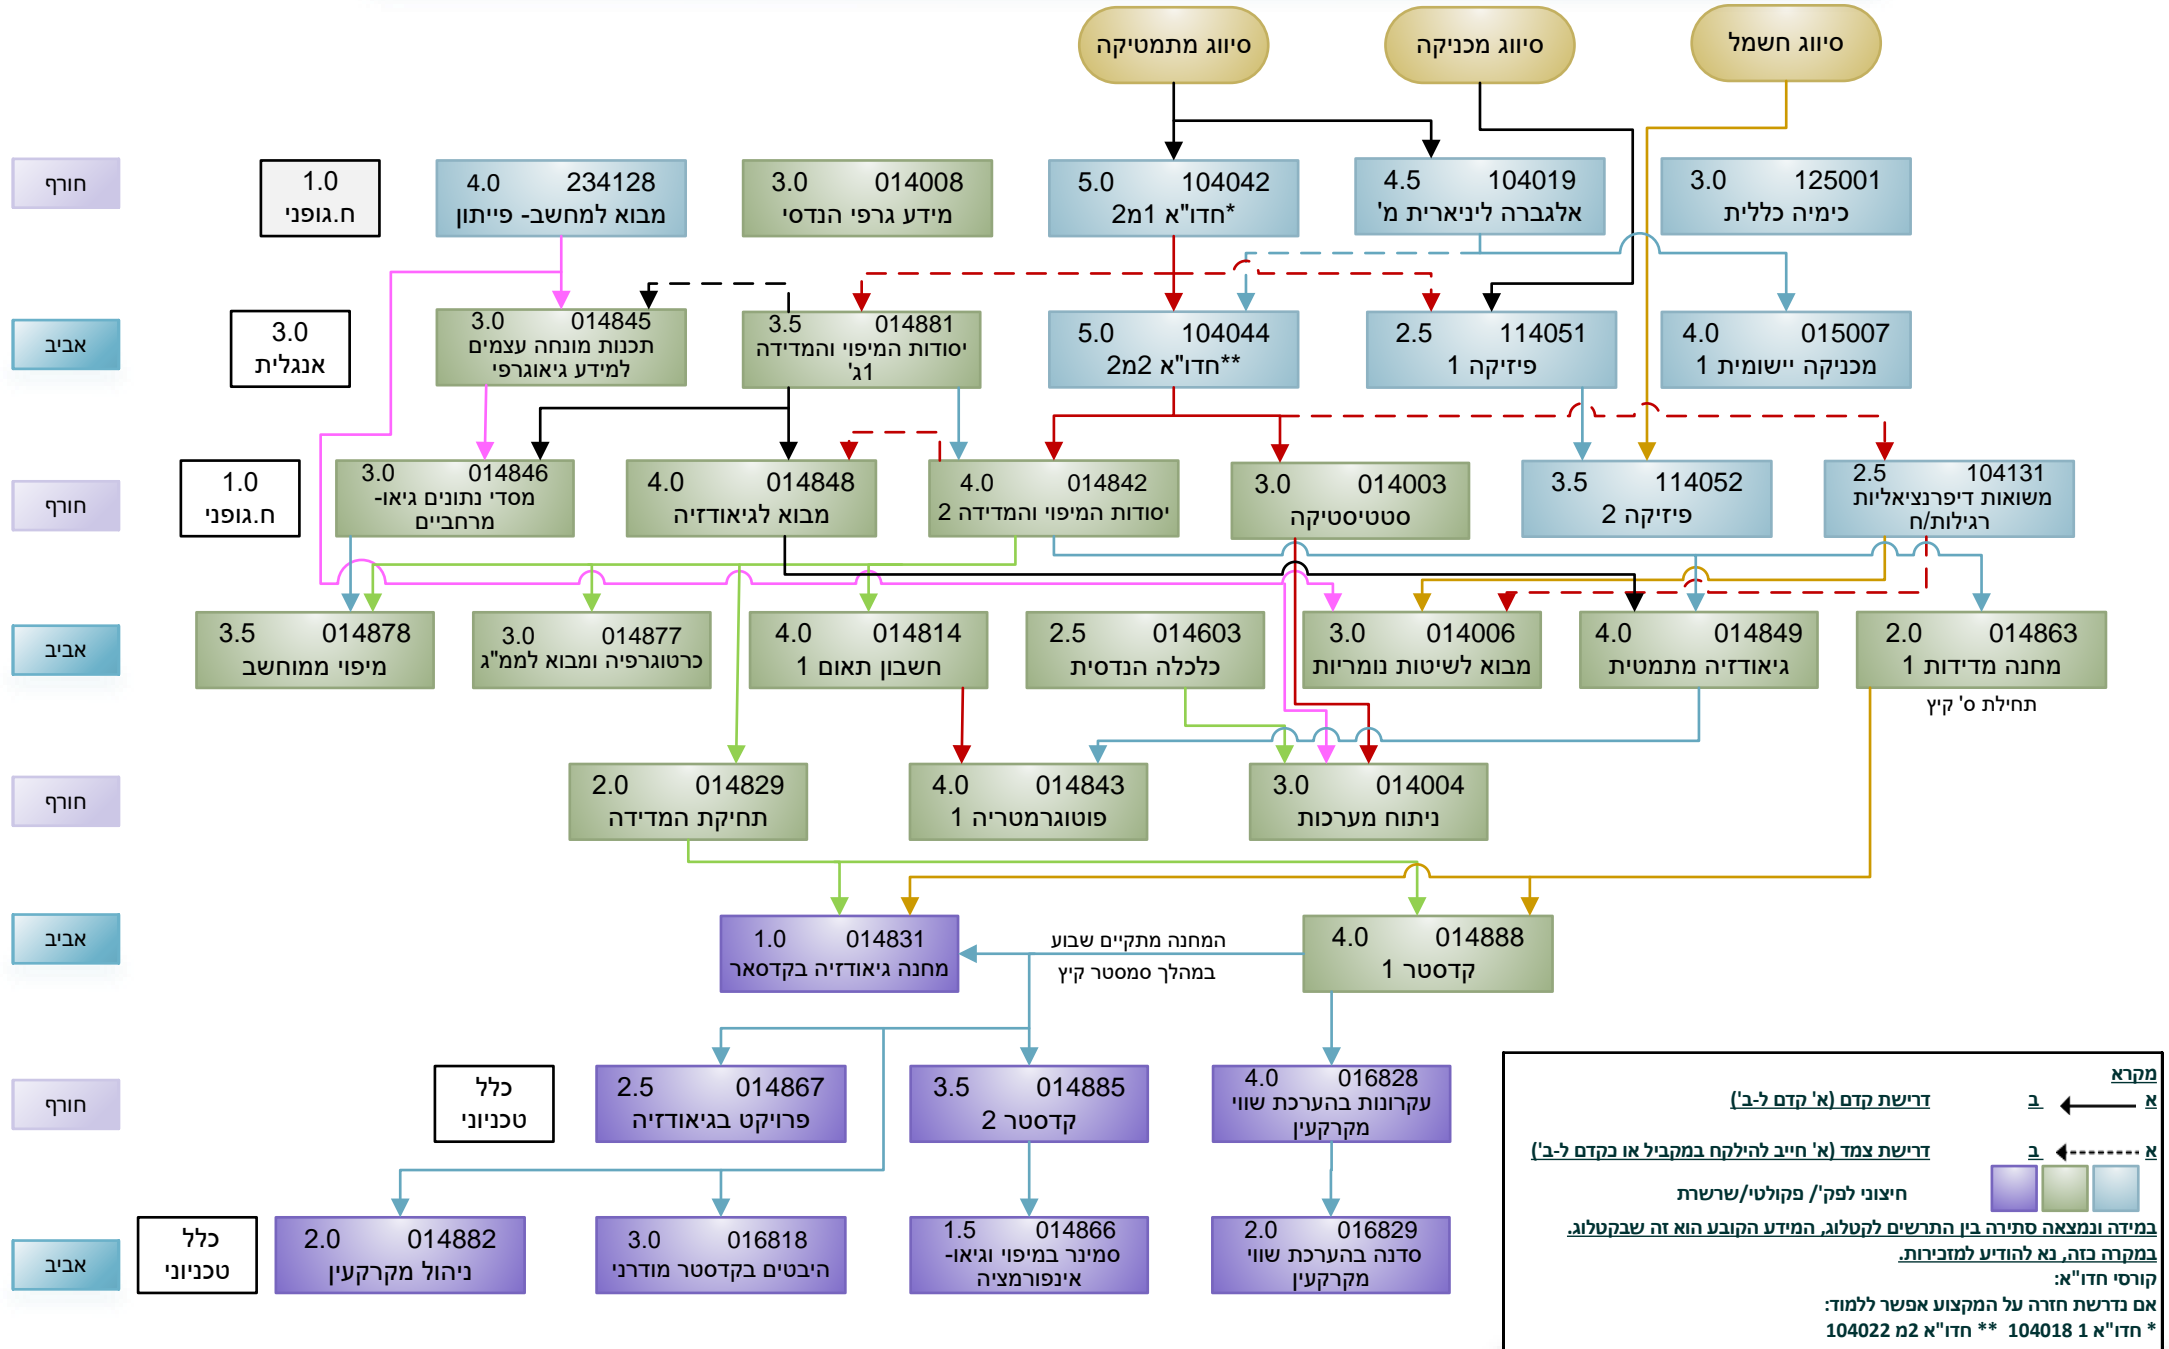 סיווג חשמל
סיווג מכניקה
סיווג מתמטיקה
חורף
125001 3.0
כימיה כללית
104019 4.5
אלגברה ליניארית מ'
104042 5.0
*חדו"א 1מ2
014008 3.0
מידע גרפי הנדסי
234128 4.0
מבוא למחשב- פייתון
1.0
ח.גופני
אביב
015007 4.0
מכניקה יישומית 1
114051 2.5
פיזיקה 1
104044 5.0
**חדו"א 2מ2
014881 3.5
יסודות המיפוי והמדידה
1ג'
014845 3.0
תכנות מונחה עצמים
למידע גיאוגרפי
3.0
אנגלית
חורף
104131 2.5
משואות דיפרנציאליות
רגילות/ח
114052 3.5
פיזיקה 2
014003 3.0
סטטיסטיקה
014842 4.0
יסודות המיפוי והמדידה 2
014848 4.0
מבוא לגיאודזיה
014846 3.0
מסדי נתונים גיאו-
מרחביים
1.0
ח.גופני
אביב
014863 2.0
מחנה מדידות 1
תחילת ס' קיץ
014849 4.0
גיאודזיה מתמטית
014006 3.0
מבוא לשיטות נומריות
014603 2.5
כלכלה הנדסית
014814 4.0
חשבון תאום 1
014877 3.0
כרטוגרפיה ומבוא לממ"ג
014878 3.5
מיפוי ממוחשב
חורף
014004 3.0
ניתוח מערכות
014843 4.0
פוטוגרמטריה 1
014829 2.0
תחיקת המדידה
אביב
014888 4.0
קדסטר 1
המחנה מתקיים שבוע
במהלך סמסטר קיץ
014831 1.0
מחנה גיאודזיה בקדסאר
חורף
016828 4.0
עקרונות בהערכת שווי
מקרקעין
014885 3.5
קדסטר 2
014867 2.5
פרויקט בגיאודזיה
כלל
טכניוני
אביב
016829 2.0
סדנה בהערכת שווי
מקרקעין
014866 1.5
סמינר במיפוי וגיאו-
אינפורמציה
016818 3.0
היבטים בקדסטר מודרני
014882 2.0
ניהול מקרקעין
כלל
טכניוני
מקרא
א ב דרישת קדם (א' קדם ל-ב')
א ב דרישת צמד (א' חייב להילקח במקביל או כקדם ל-ב')
חיצוני לפק'/ פקולטי/שרשרת
במידה ונמצאה סתירה בין התרשים לקטלוג, המידע הקובע הוא זה שבקטלוג.
במקרה כזה, נא להודיע למזכירות.
קורסי חדו"א:
אם נדרשת חזרה על המקצוע אפשר ללמוד:
* חדו"א 1 104018 ** חדו"א 2מ 104022